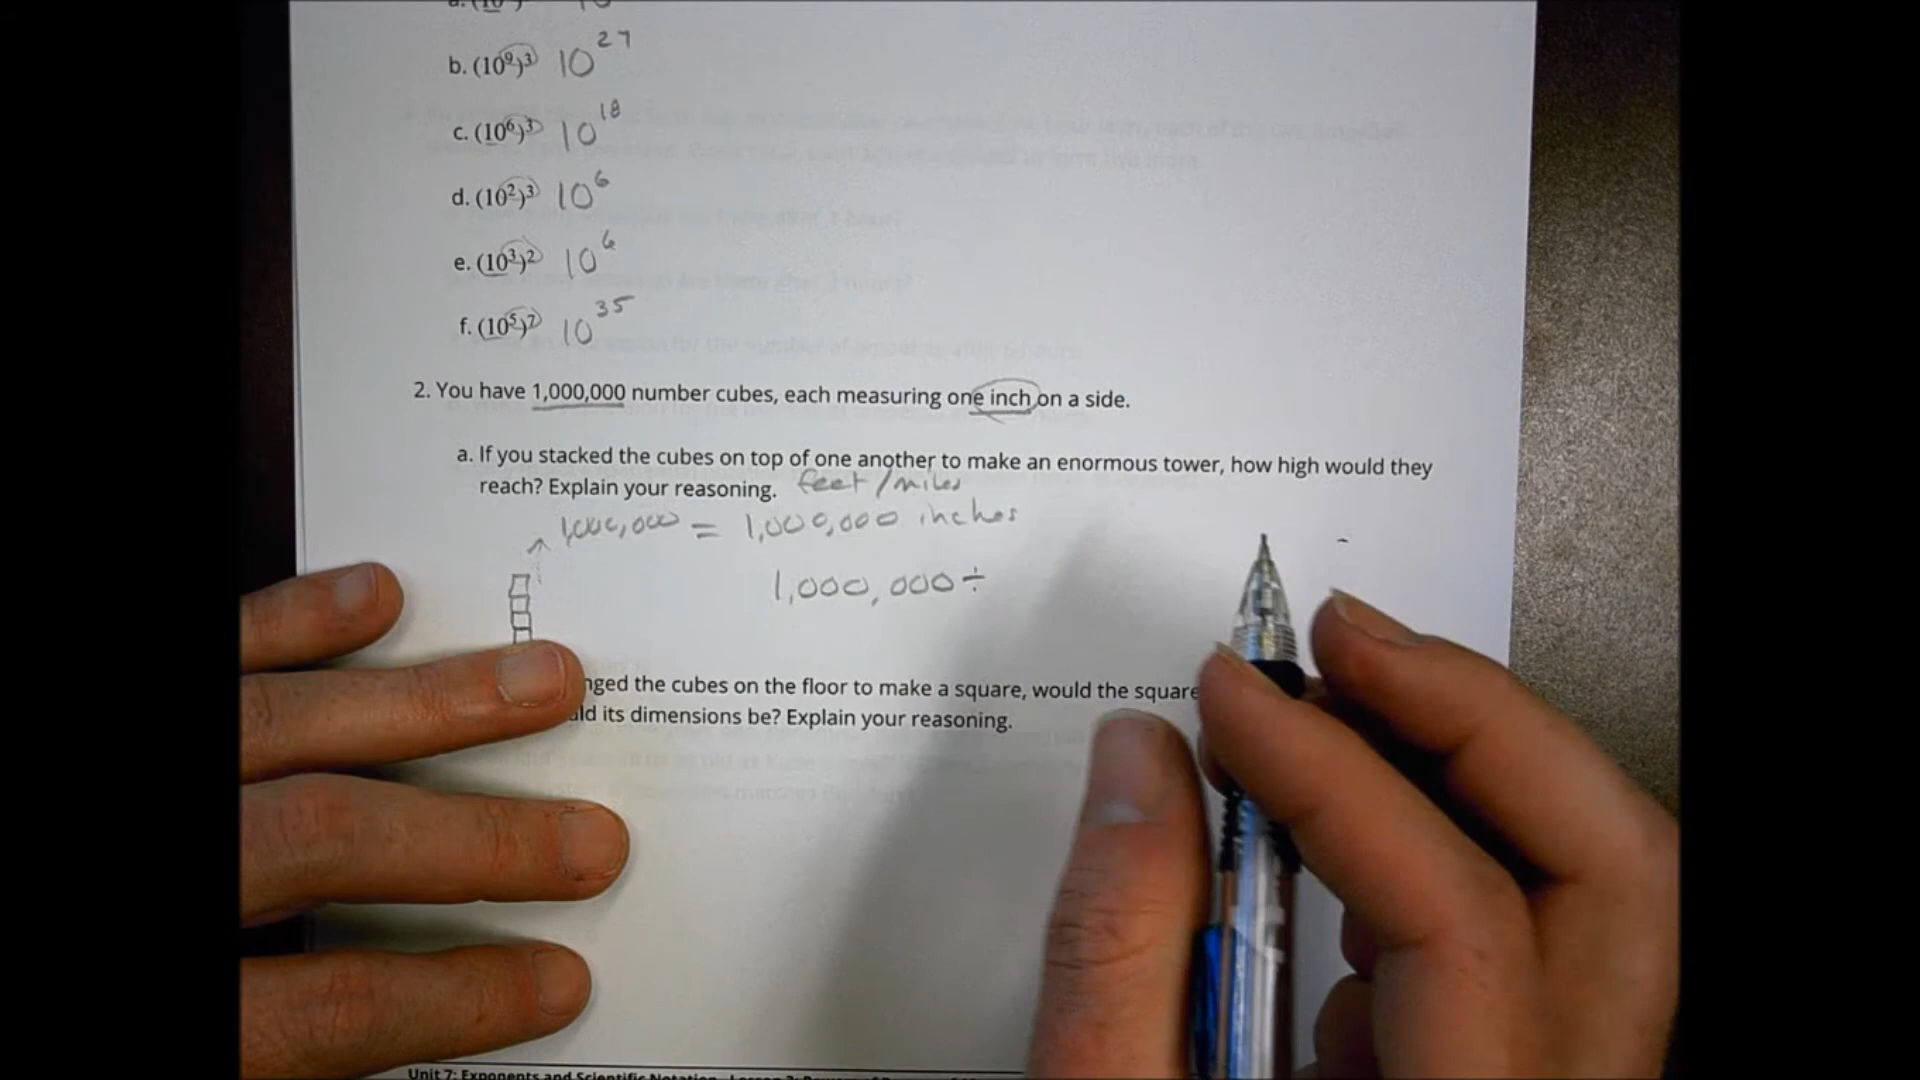 b. (10⁹)³ 10²⁷
c. (10⁶)³ 10¹⁸
d. (10²)³ 10⁶
e. (10³)² 10⁶
f. (10⁵)⁷ 10³⁵
2. You have 1,000,000 number cubes, each measuring one inch on a side.
a. If you stacked the cubes on top of one another to make an enormous tower, how high would they
reach? Explain your reasoning. feet/miles
1,000,000 = 1,000,000 inches
1,000,000 ÷
the cubes on the floor to make a square, would the square
its dimensions be? Explain your reasoning.
Unit 7: Exponents and Scientific Notation